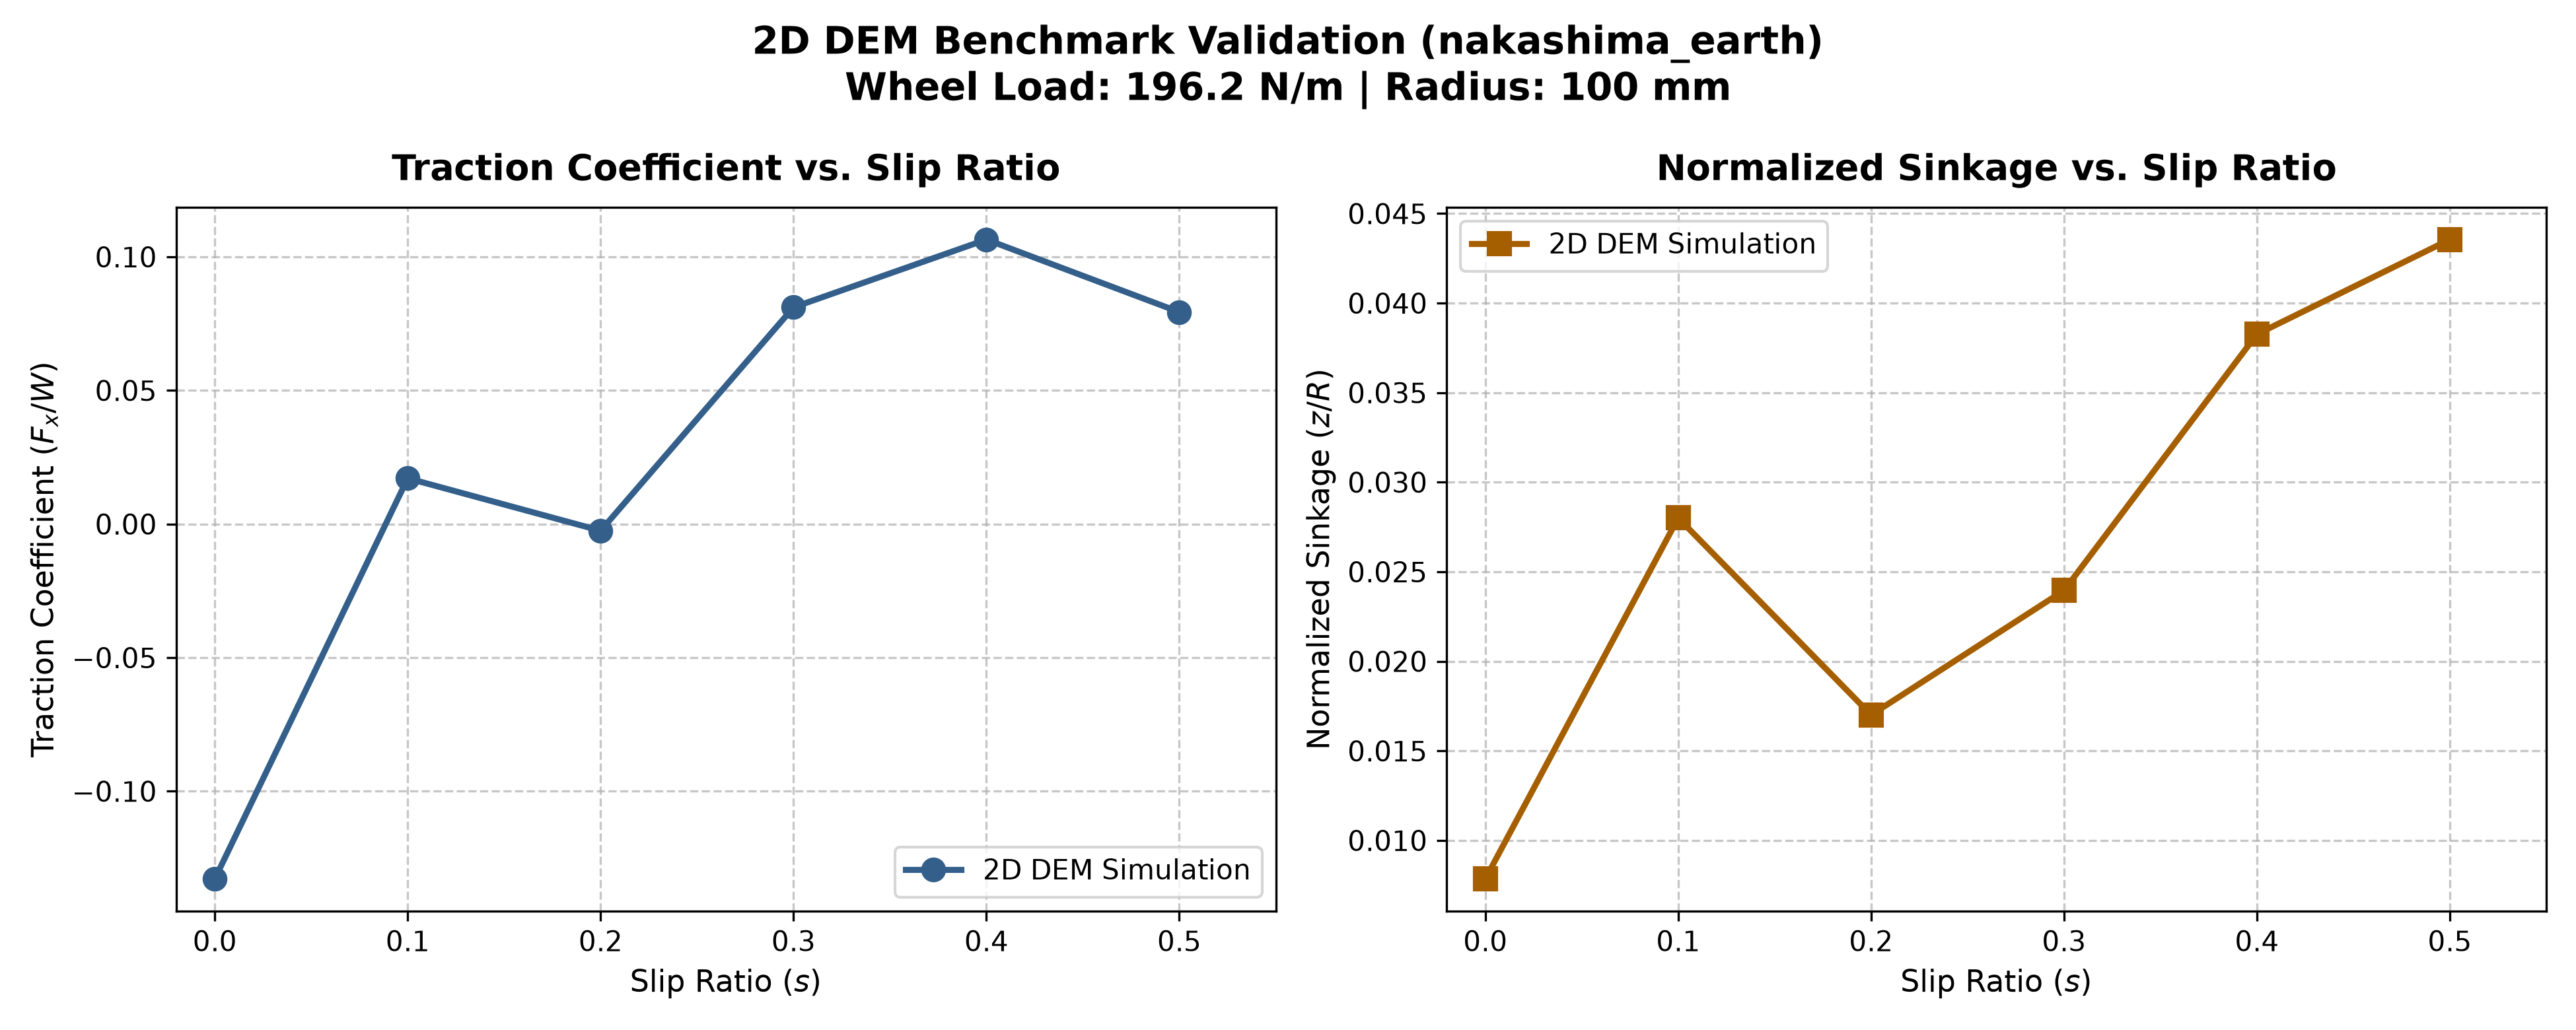 2D DEM Benchmark Validation (nakashima_earth)
Wheel Load: 196.2 N/m | Radius: 100 mm
Traction Coefficient vs. Slip Ratio
Traction Coefficient (Fx/W)
0.10
0.05
0.00
−0.05
−0.10
2D DEM Simulation
0.0 0.1 0.2 0.3 0.4 0.5
Slip Ratio (s)
Normalized Sinkage vs. Slip Ratio
Normalized Sinkage (z/R)
0.045
0.040
0.035
0.030
0.025
0.020
0.015
0.010
2D DEM Simulation
0.0 0.1 0.2 0.3 0.4 0.5
Slip Ratio (s)